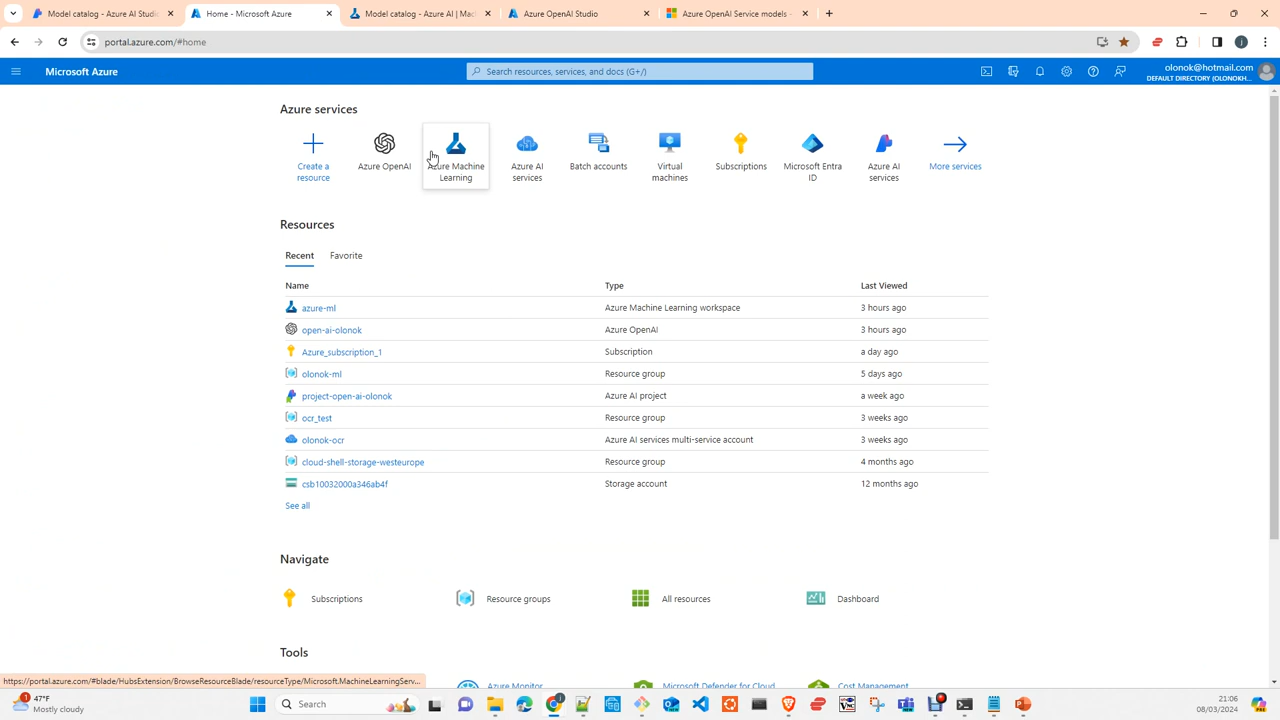 Model catalog - Azure AI Studio
Home - Microsoft Azure
Model catalog - Azure AI | Mac
Azure OpenAI Studio
Azure OpenAI Service models -
portal.azure.com/#home
Microsoft Azure
Search resources, services, and docs (G+/)
olonok@hotmail.com
DEFAULT DIRECTORY (OLONOKH...
Azure services
Create a resource
Azure OpenAI
Azure Machine Learning
Azure AI services
Batch accounts
Virtual machines
Subscriptions
Microsoft Entra ID
Azure AI services
More services
Resources
Recent
Favorite
Name Type Last Viewed
azure-ml Azure Machine Learning workspace 3 hours ago
open-ai-olonok Azure OpenAI 3 hours ago
Azure_subscription_1 Subscription a day ago
olonok-ml Resource group 5 days ago
project-open-ai-olonok Azure AI project a week ago
ocr_test Resource group 3 weeks ago
olonok-ocr Azure AI services multi-service account 3 weeks ago
cloud-shell-storage-westeurope Resource group 4 months ago
csb10032000a346ab4f Storage account 12 months ago
See all
Navigate
Subscriptions Resource groups All resources Dashboard
Tools
Azure Monitor Microsoft Defender for Cloud Cost Management
https://portal.azure.com/#blade/HubsExtension/BrowseResourceBlade/resourceType/Microsoft.MachineLearningServ...
1
47°F
Mostly cloudy
Search
21:06
08/03/2024